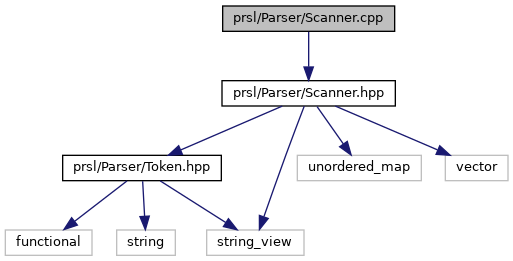 prsl/Parser/Scanner.cpp
prsl/Parser/Scanner.hpp
prsl/Parser/Token.hpp
unordered_map
vector
functional
string
string_view